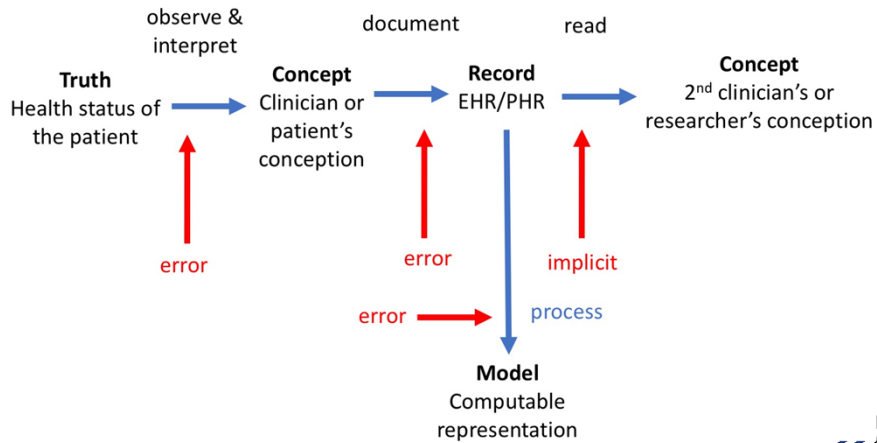 observe &
interpret
document
read
Truth
Health status of
the patient
Concept
Clinician or
patient's
conception
Record
EHR/PHR
Concept
2nd clinician's or
researcher's conception
error
error
implicit
error
process
Model
Computable
representation